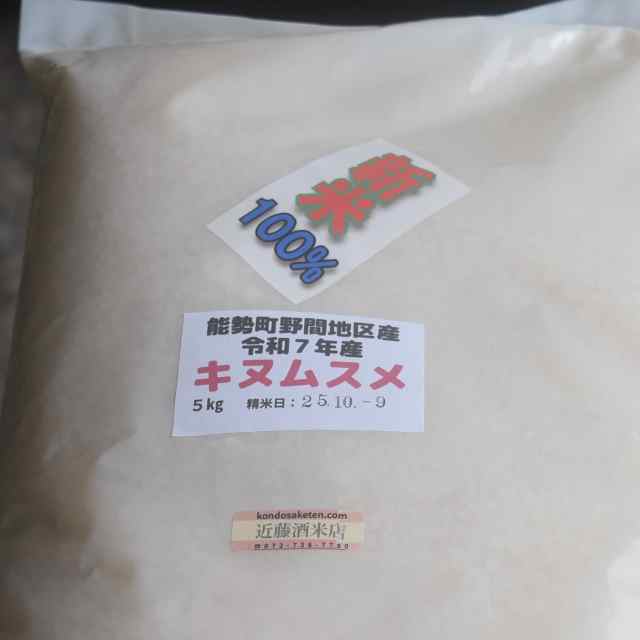 新米
100%
能勢町野間地区産
令和7年産
キヌムスメ
5kg 精米日:25.10.-9
kondosaketen.com
近藤酒米店